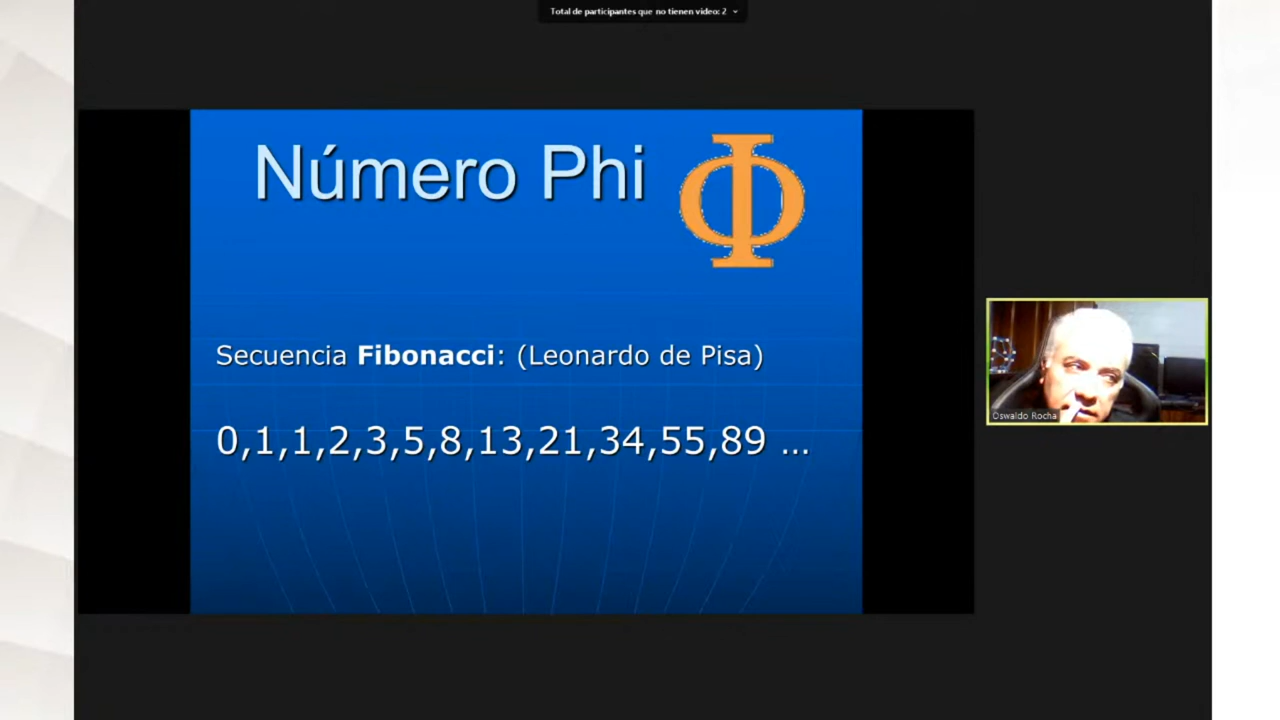 Total de participantes que no tienen video: 2
Número Phi Φ
Secuencia Fibonacci: (Leonardo de Pisa)
0,1,1,2,3,5,8,13,21,34,55,89 ...
Oswaldo Rocha